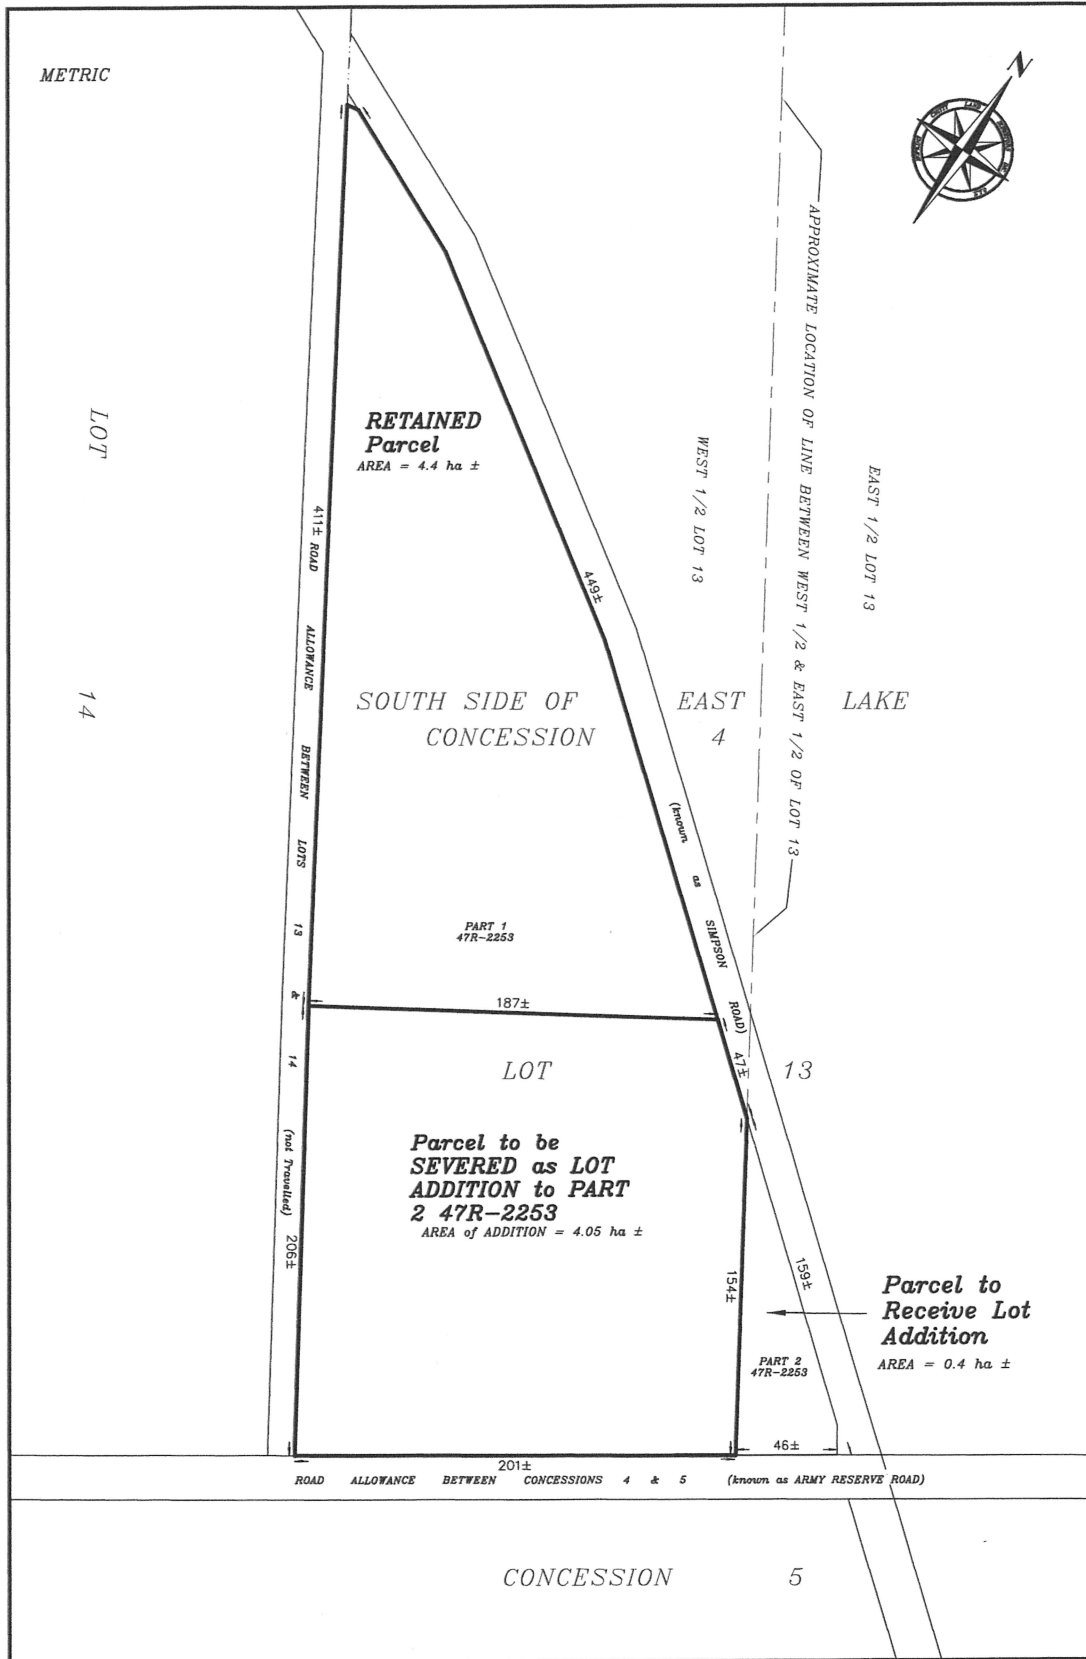 METRIC
N
LOT
14
RETAINED
Parcel
AREA = 4.4 ha ±
411±
ROAD ALLOWANCE BETWEEN LOTS 13 & 14 (not Travelled)
206±
449±
WEST 1/2 LOT 13
APPROXIMATE LOCATION OF LINE BETWEEN WEST 1/2 & EAST 1/2 OF LOT 13
EAST 1/2 LOT 13
SOUTH SIDE OF EAST LAKE
CONCESSION 4
(known as SIMPSON ROAD)
PART 1
47R-2253
187±
47±
LOT 13
Parcel to be
SEVERED as LOT
ADDITION to PART
2 47R-2253
AREA of ADDITION = 4.05 ha ±
154±
159±
Parcel to
Receive Lot
Addition
AREA = 0.4 ha ±
PART 2
47R-2253
46±
201±
ROAD ALLOWANCE BETWEEN CONCESSIONS 4 & 5 (known as ARMY RESERVE ROAD)
CONCESSION 5